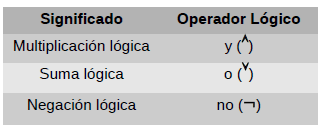 Significado Operador Lógico
Multiplicación lógica y (^)
Suma lógica o (ˇ)
Negación lógica no (¬)